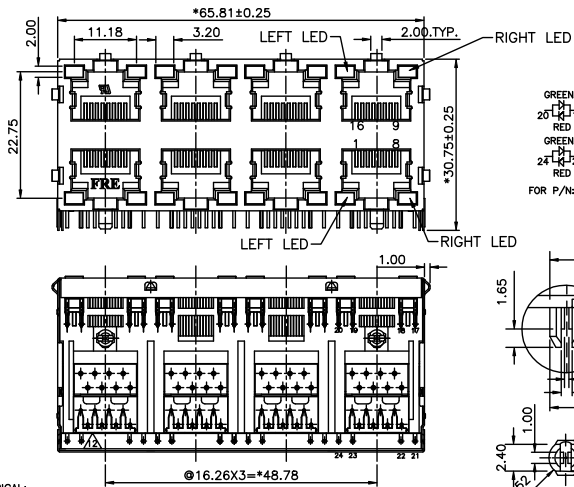 *65.81±0.25
2.00
11.18
3.20
LEFT LED
2.00.TYP.
RIGHT LED
22.75
16 9
1 8
FRE
*30.75±0.25
GREEN
20
RED
GREEN
24
RED
FOR P/N:
LEFT LED
RIGHT LED
1.00
1.65
20 19 18 17
12
24 23 22 21
1.00
2.40
@16.26X3=*48.78